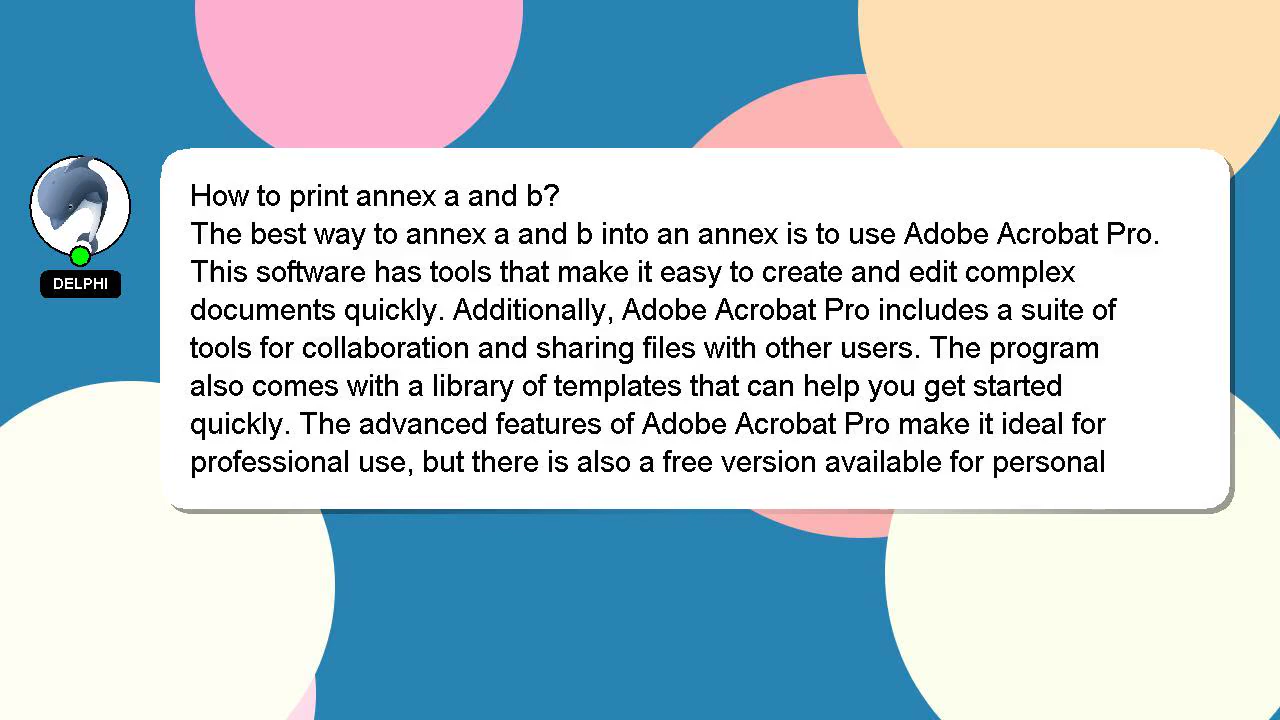 How to print annex a and b?
The best way to annex a and b into an annex is to use Adobe Acrobat Pro.
This software has tools that make it easy to create and edit complex
documents quickly. Additionally, Adobe Acrobat Pro includes a suite of
tools for collaboration and sharing files with other users. The program
also comes with a library of templates that can help you get started
quickly. The advanced features of Adobe Acrobat Pro make it ideal for
professional use, but there is also a free version available for personal
DELPHI